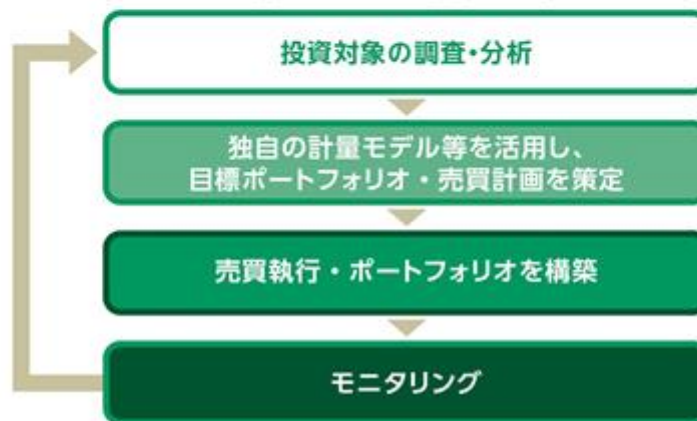 投資対象の調査・分析
独自の計量モデル等を活用し、
目標ポートフォリオ・売買計画を策定
売買執行・ポートフォリオを構築
モニタリング